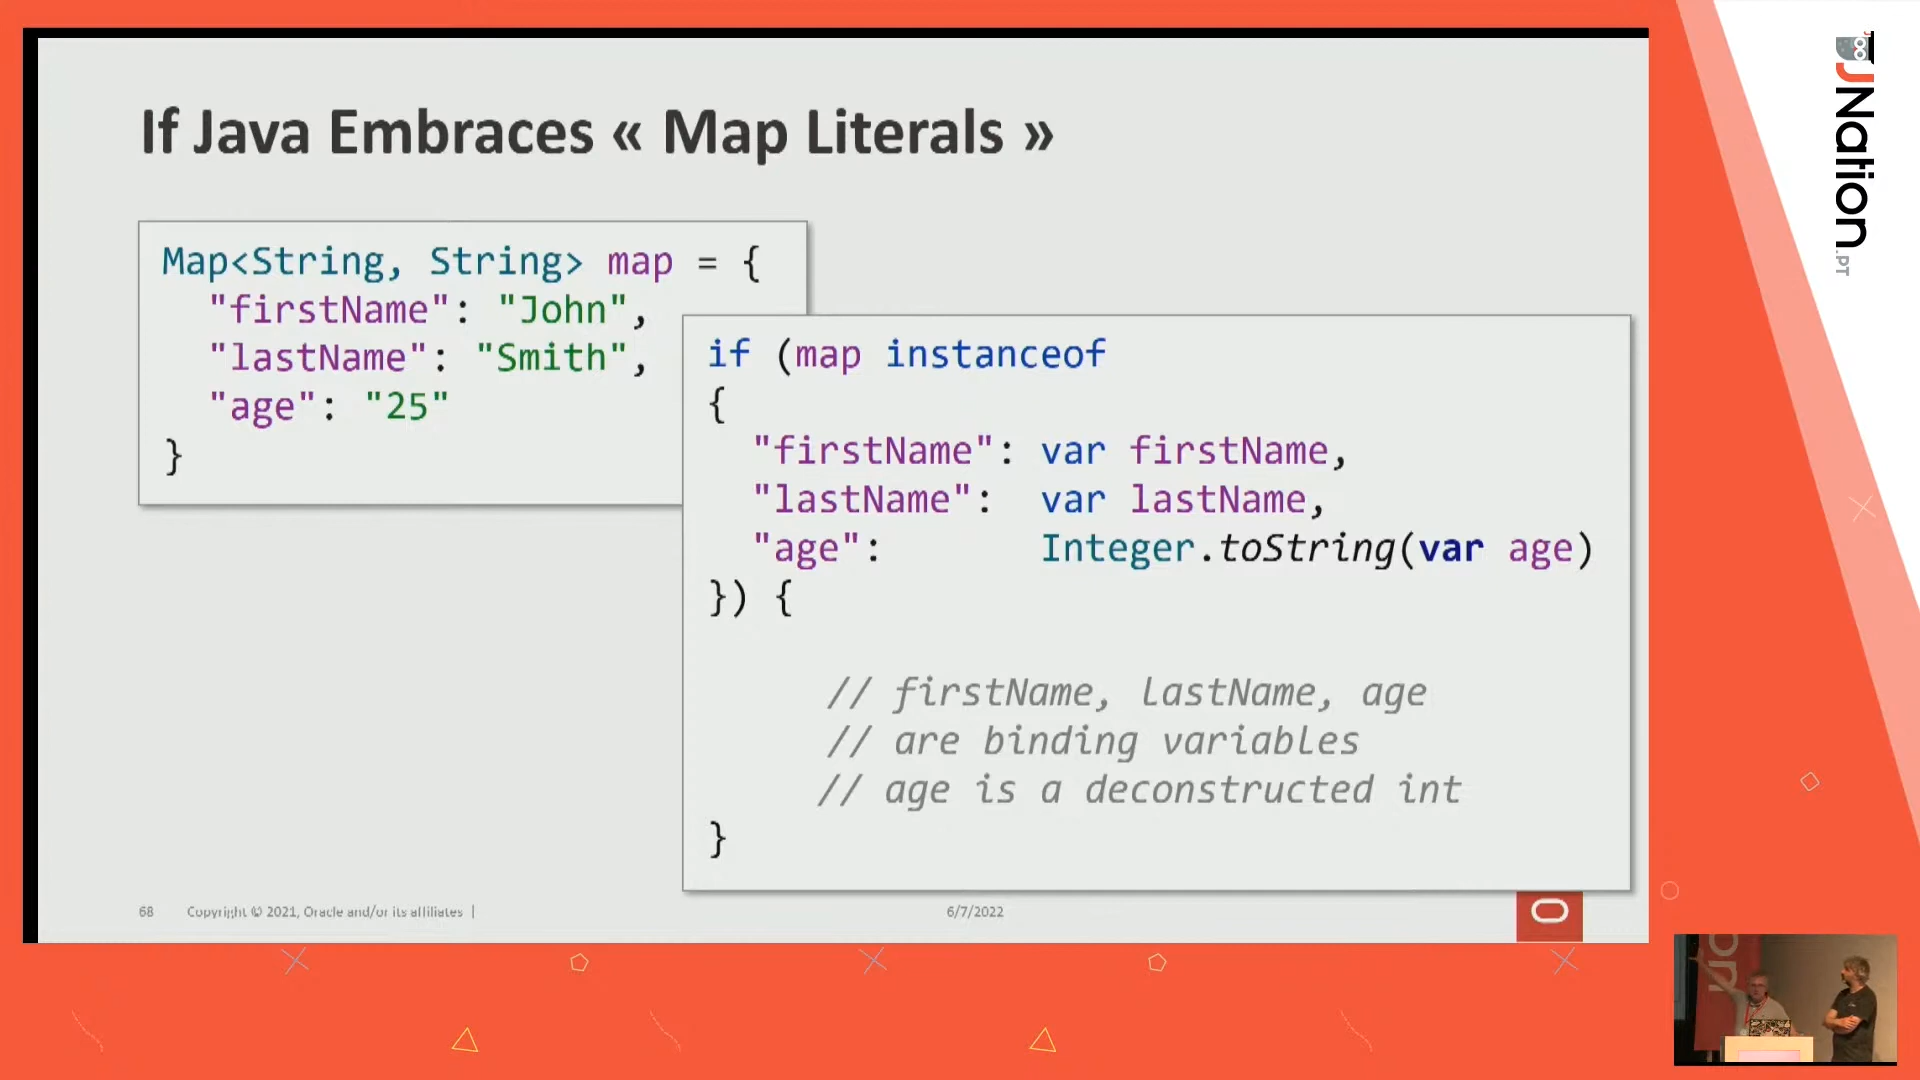 If Java Embraces « Map Literals »
Map<String, String> map = {
"firstName": "John",
"lastName": "Smith",
"age": "25"
}
if (map instanceof
{
"firstName": var firstName,
"lastName": var lastName,
"age": Integer.toString(var age)
}) {
// firstName, lastName, age
// are binding variables
// age is a deconstructed int
}
68 Copyright © 2021, Oracle and/or its affiliates |
6/7/2022
JNation
.PT